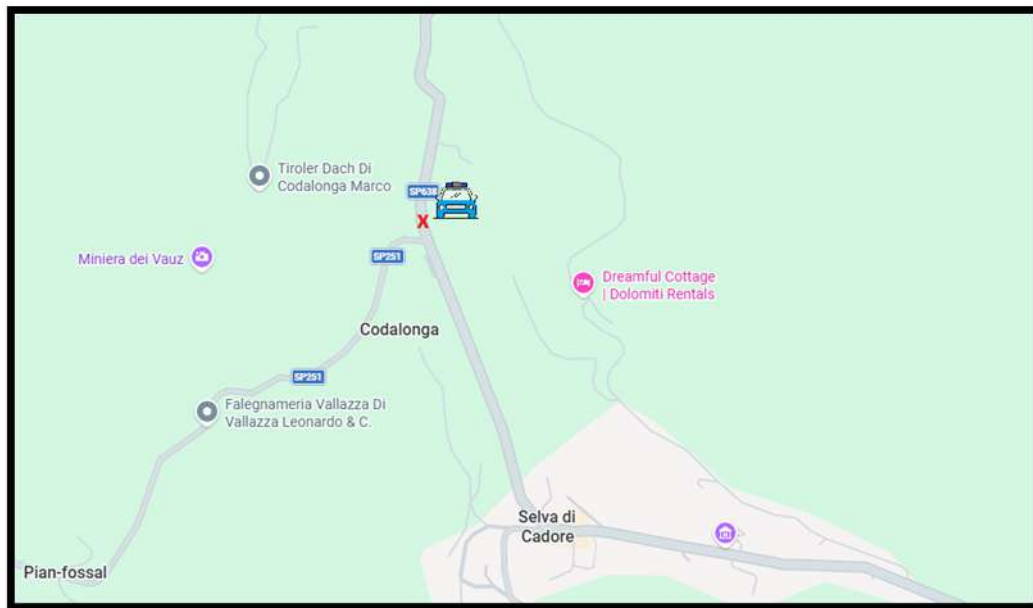 Tiroler Dach Di
Codalonga Marco
SP638
X
SP251
Miniera dei Vauz
Dreamful Cottage
| Dolomiti Rentals
Codalonga
SP251
Falegnameria Vallazza Di
Vallazza Leonardo & C.
Selva di
Cadore
Pian-fossal